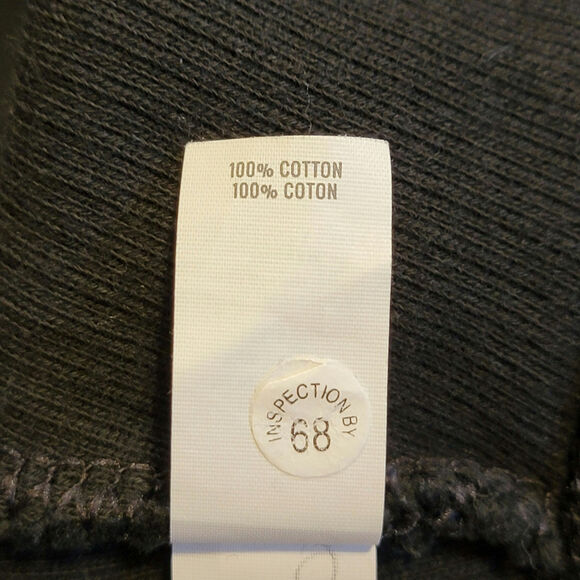 100% COTTON
100% COTON
INSPECTION BY
68